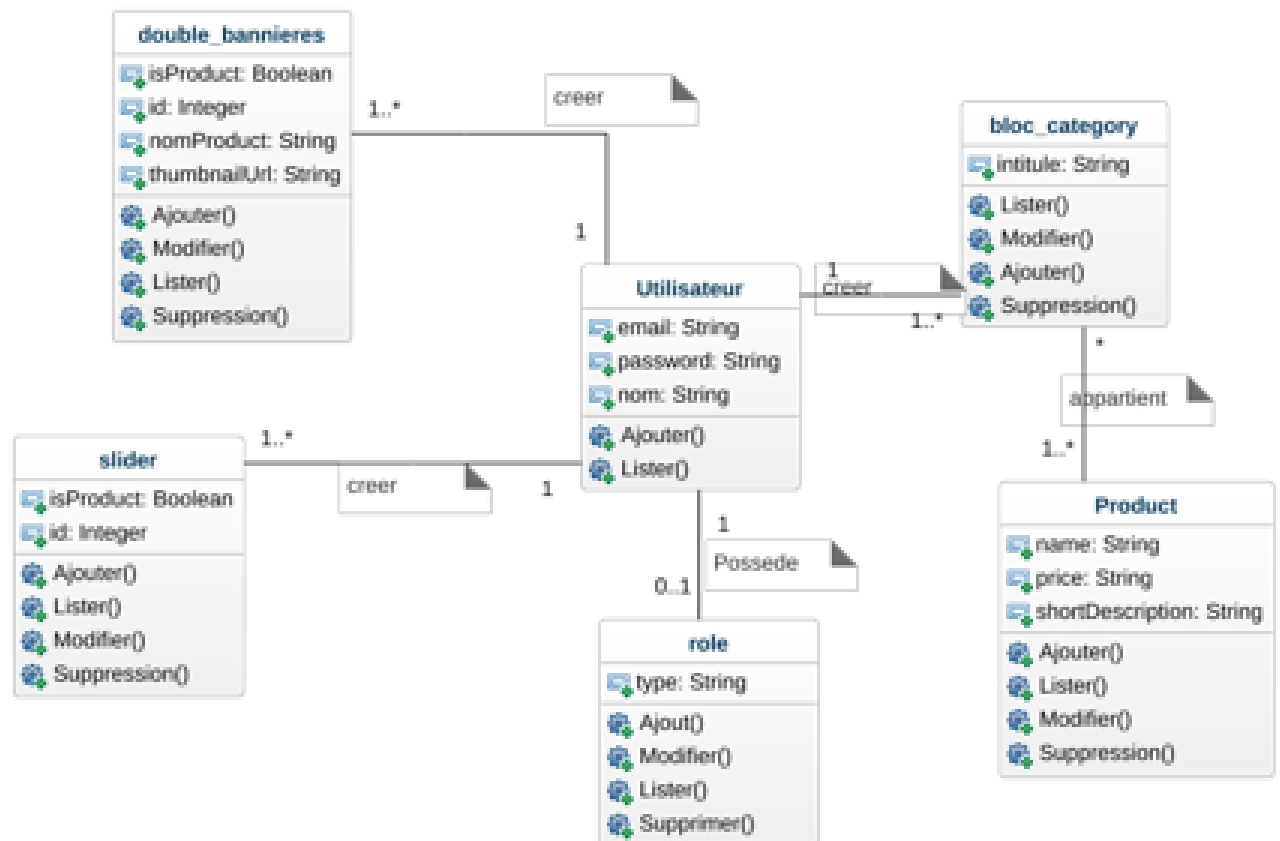 double_bannieres
isProduct: Boolean
id: Integer
nomProduct: String
thumbnailUrl: String
Ajouter()
Modifier()
Lister()
Suppression()
1..*
creer
1
bloc_category
intitule: String
Lister()
Modifier()
Ajouter()
Suppression()
Utilisateur
email: String
password: String
nom: String
Ajouter()
Lister()
1
creer
1..*
*
appartient
1..*
slider
isProduct: Boolean
id: Integer
Ajouter()
Lister()
Modifier()
Suppression()
1..*
creer
1
1
Possede
0..1
role
type: String
Ajout()
Modifier()
Lister()
Supprimer()
Product
name: String
price: String
shortDescription: String
Ajouter()
Lister()
Modifier()
Suppression()